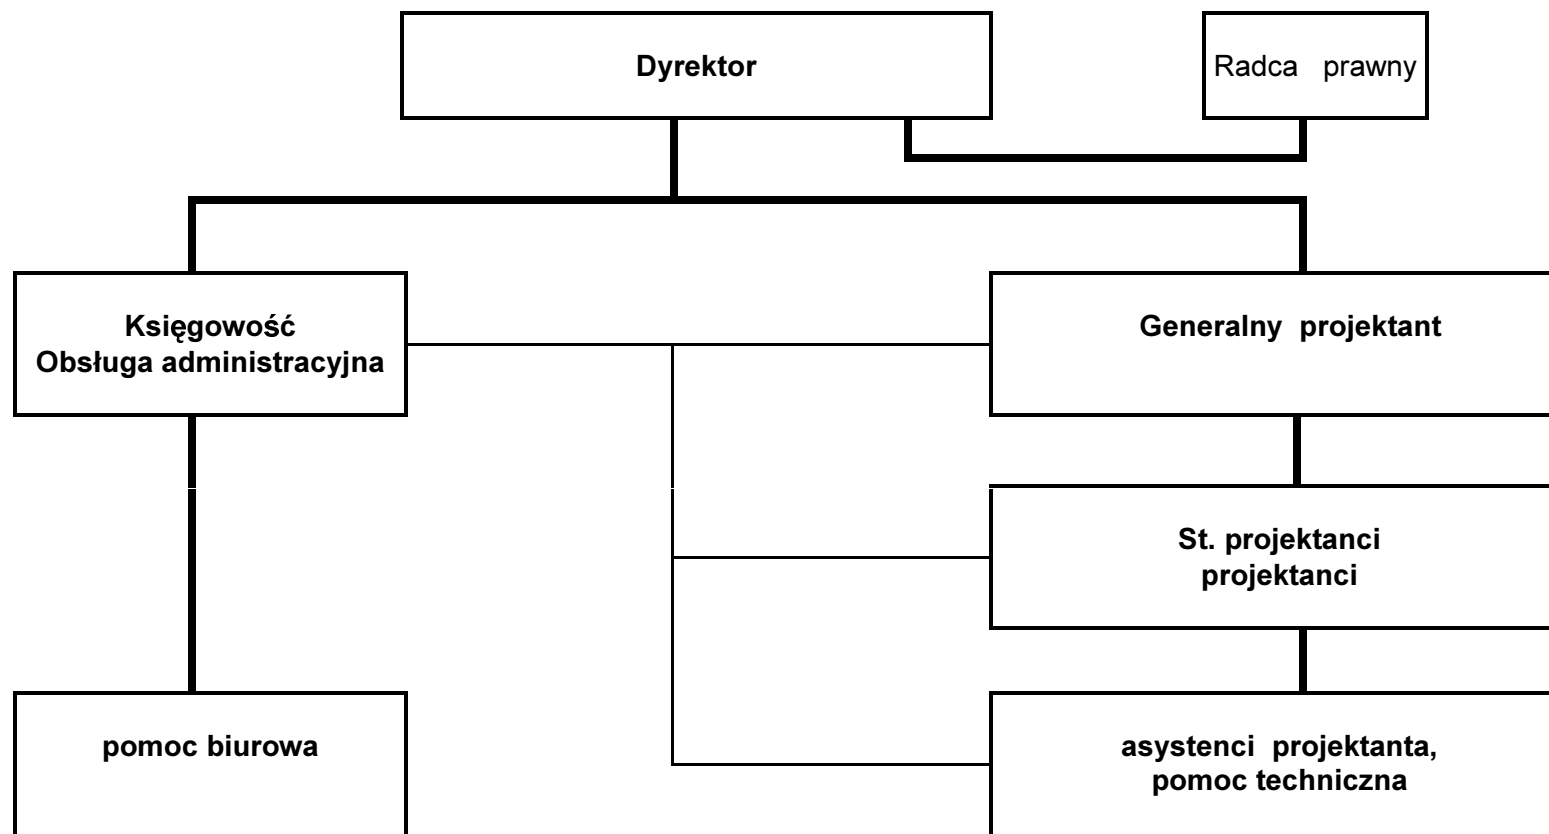 Dyrektor
Radca prawny
Księgowość
Obsługa administracyjna
Generalny projektant
St. projektanci
projektanci
pomoc biurowa
asystenci projektanta,
pomoc techniczna